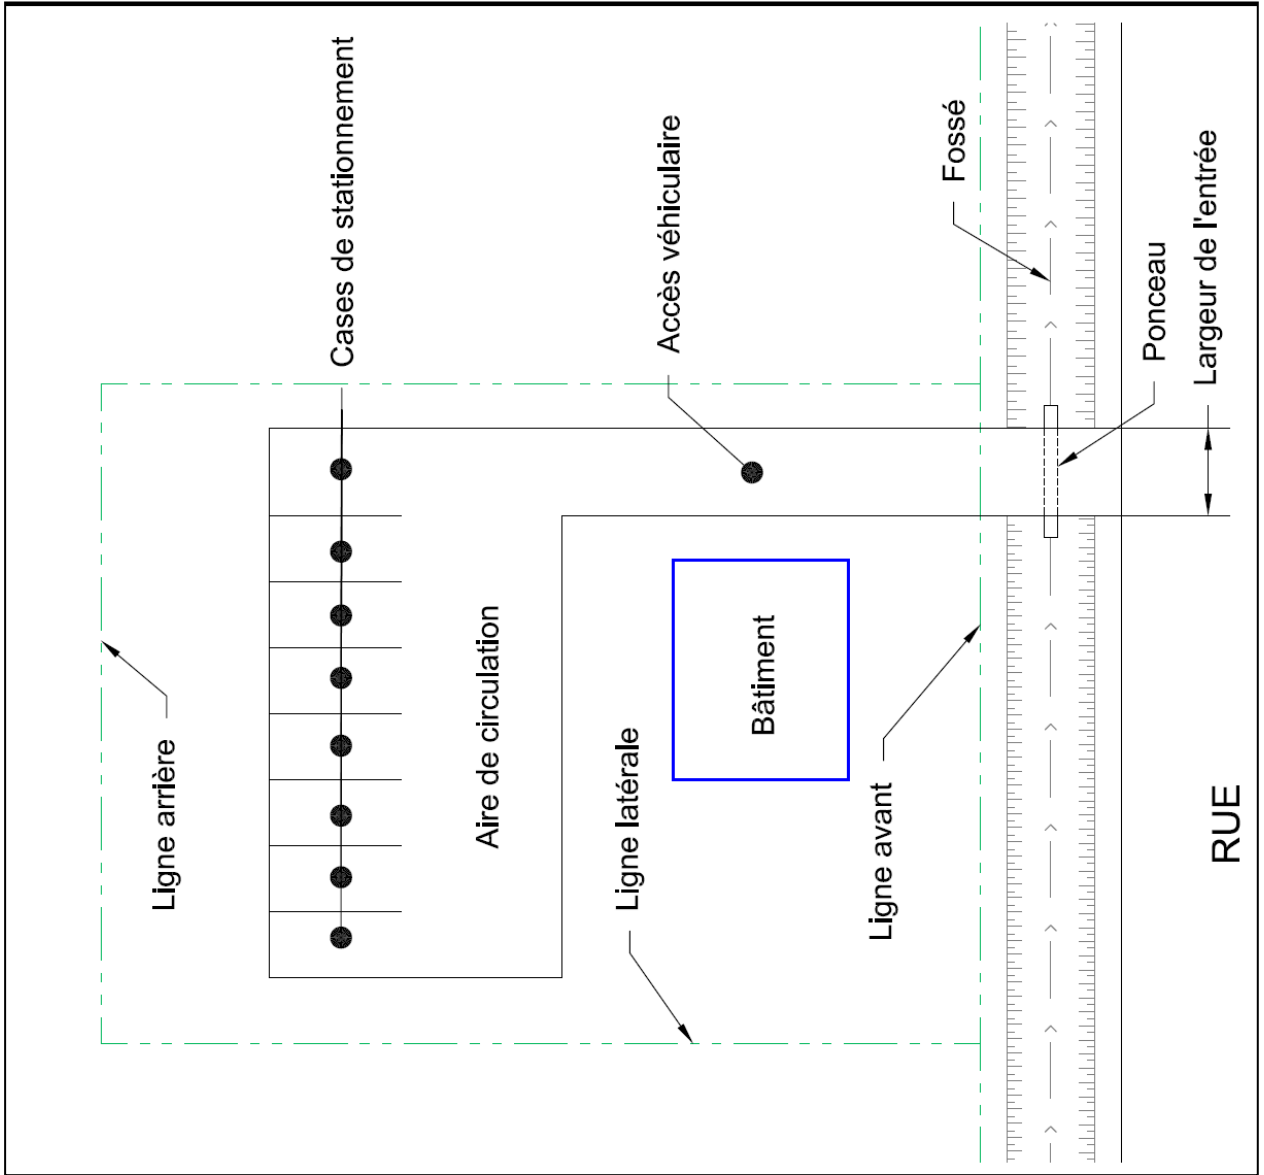 Cases de stationnement
Accès véhiculaire
Fossé
Ponceau
Largeur de l'entrée
Ligne arrière
Aire de circulation
Ligne latérale
Bâtiment
Ligne avant
RUE